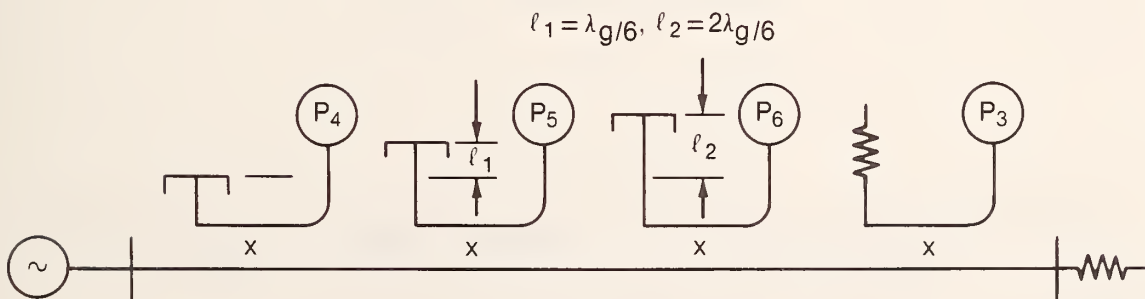 ℓ₁ = λg/6, ℓ₂ = 2λg/6
P₄ P₅ P₆ P₃
ℓ₁ ℓ₂
x x x x
~